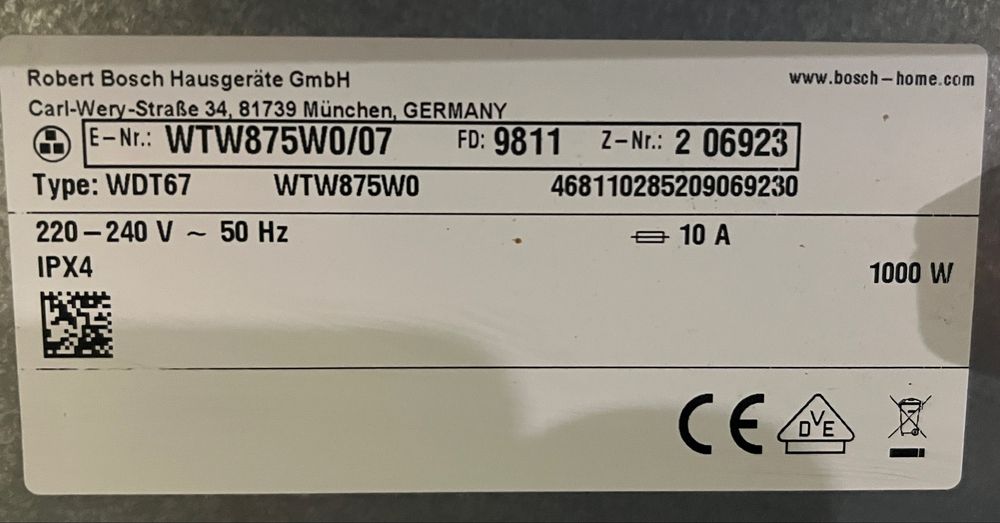 Robert Bosch Hausgeräte GmbH www.bosch-home.com
Carl-Wery-Straße 34, 81739 München, GERMANY
E-Nr.: WTW875W0/07 FD: 9811 Z-Nr.: 2 06923
Type: WDT67 WTW875W0 468110285209069230
220-240 V ~ 50 Hz 10 A
IPX4 1000 W
CE DVE